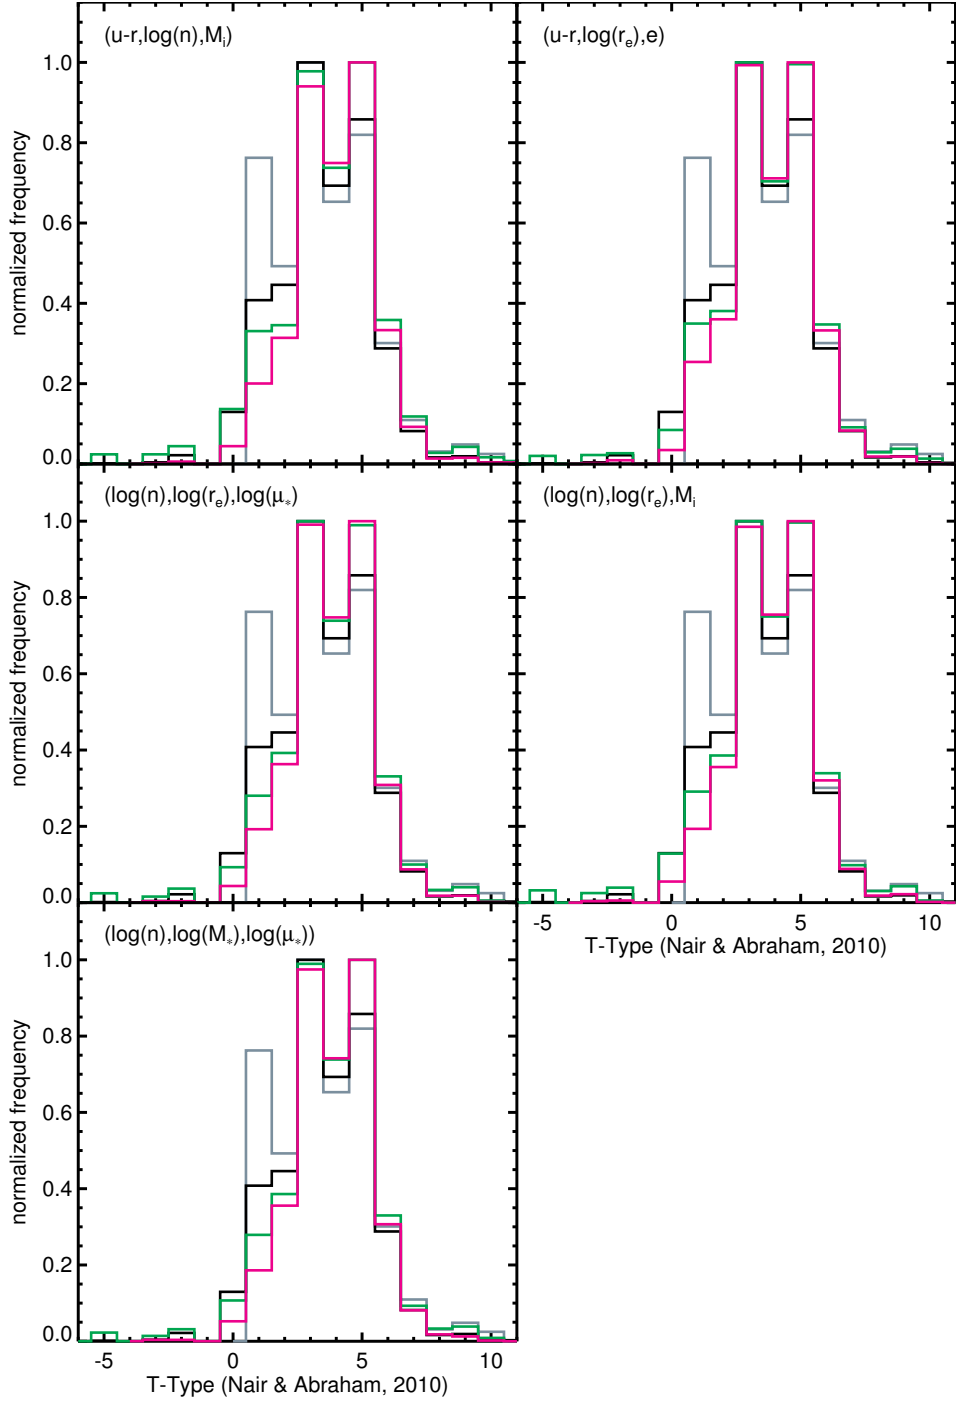 (u-r,log(n),Mᵢ)
(u-r,log(rₑ),e)
1.0
0.8
0.6
0.4
0.2
0.0
normalized frequency
(log(n),log(rₑ),log(μ*)
(log(n),log(rₑ),Mᵢ
1.0
0.8
0.6
0.4
0.2
0.0
normalized frequency
-5 0 5 10
T-Type (Nair & Abraham, 2010)
(log(n),log(M*),log(μ*))
1.0
0.8
0.6
0.4
0.2
0.0
normalized frequency
-5 0 5 10
T-Type (Nair & Abraham, 2010)